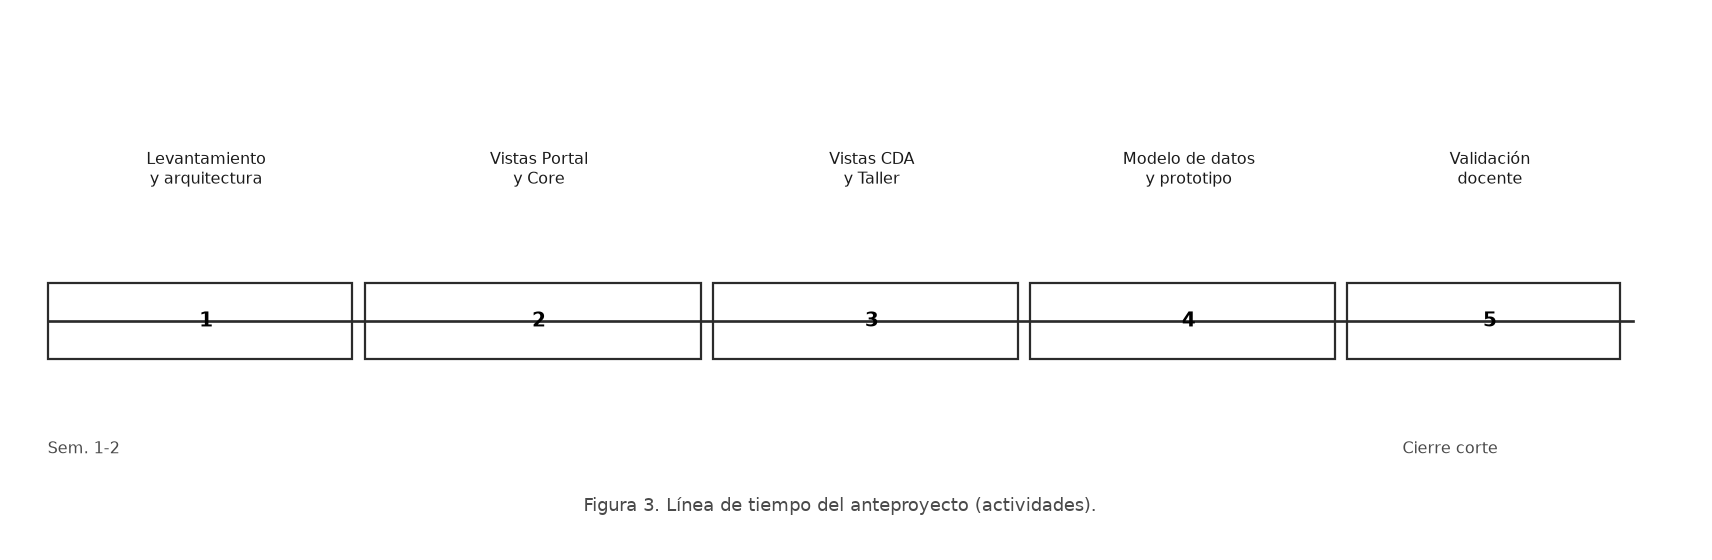 Levantamiento
y arquitectura
Vistas Portal
y Core
Vistas CDA
y Taller
Modelo de datos
y prototipo
Validación
docente
1
2
3
4
5
Sem. 1-2
Cierre corte
Figura 3. Línea de tiempo del anteproyecto (actividades).